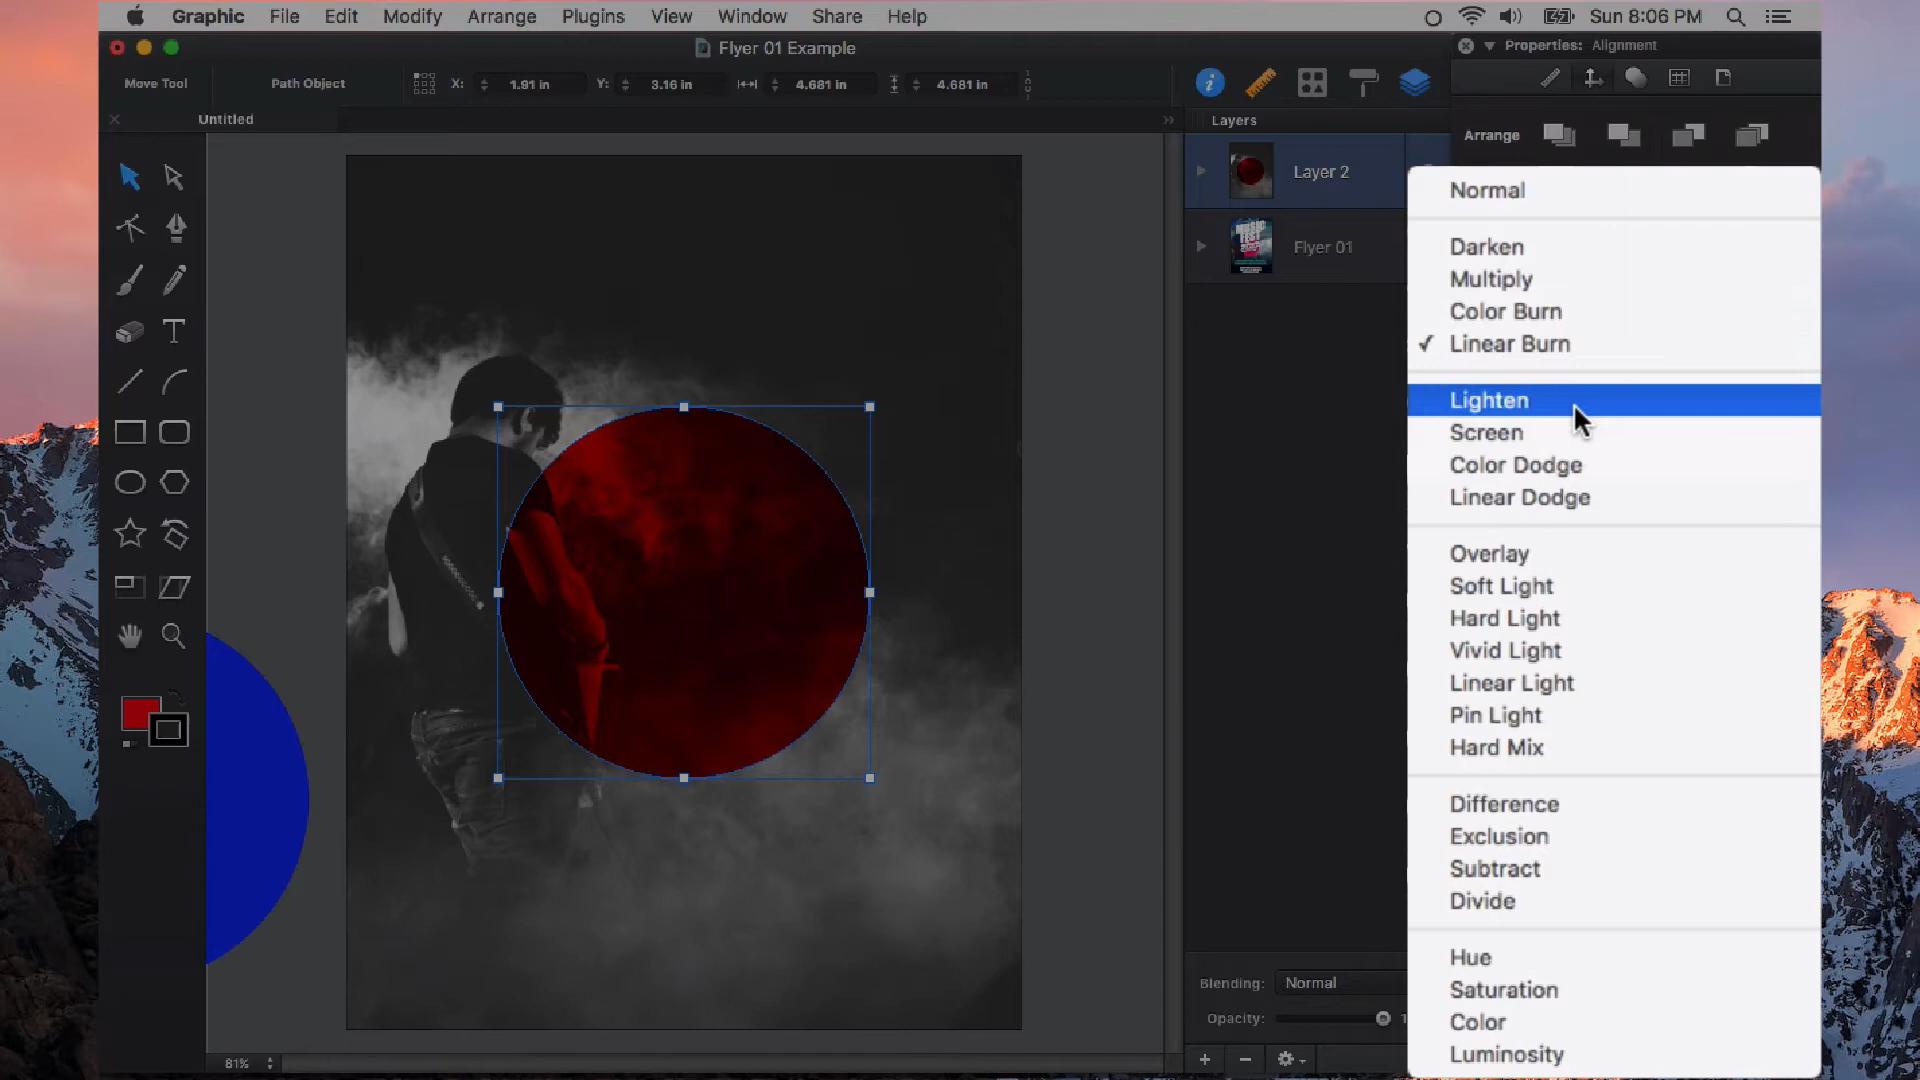 Graphic File Edit Modify Arrange Plugins View Window Share Help Sun 8:06 PM
Flyer 01 Example
Properties: Alignment
Move Tool Path Object X: 1.91 in Y: 3.16 in 4.681 in 4.681 in
Untitled
Layers
Arrange
Layer 2
Flyer 01
Normal
Darken
Multiply
Color Burn
✓ Linear Burn
Lighten
Screen
Color Dodge
Linear Dodge
Overlay
Soft Light
Hard Light
Vivid Light
Linear Light
Pin Light
Hard Mix
Difference
Exclusion
Subtract
Divide
Hue
Saturation
Color
Luminosity
Blending: Normal
Opacity: 1
81%